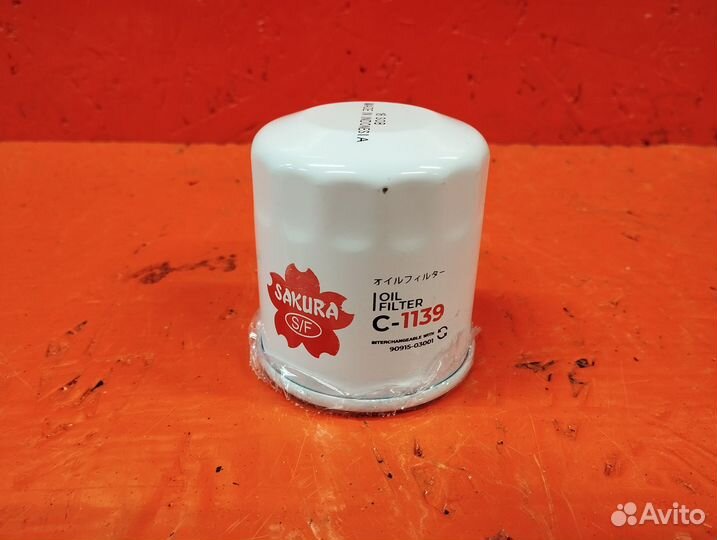 MADE IN INDONESIA
オイルフィルター
SAKURA
S/F
OIL
FILTER
C-1139
INTERCHANGEABLE WITH
90915-03001
Avito